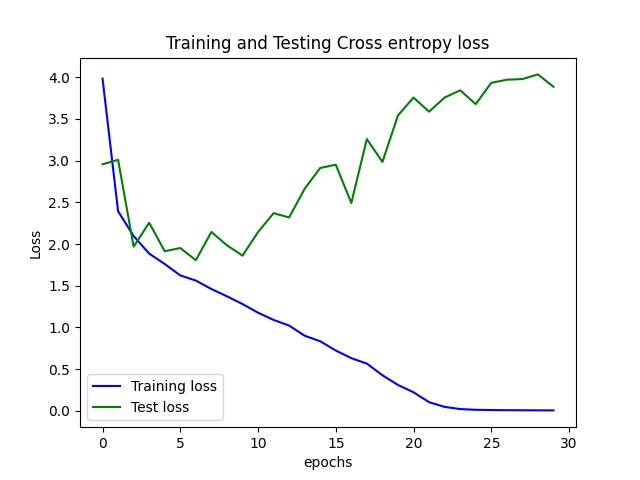 Training and Testing Cross entropy loss
4.0
3.5
3.0
2.5
2.0
1.5
1.0
0.5
0.0
Loss
Training loss
Test loss
0 5 10 15 20 25 30
epochs